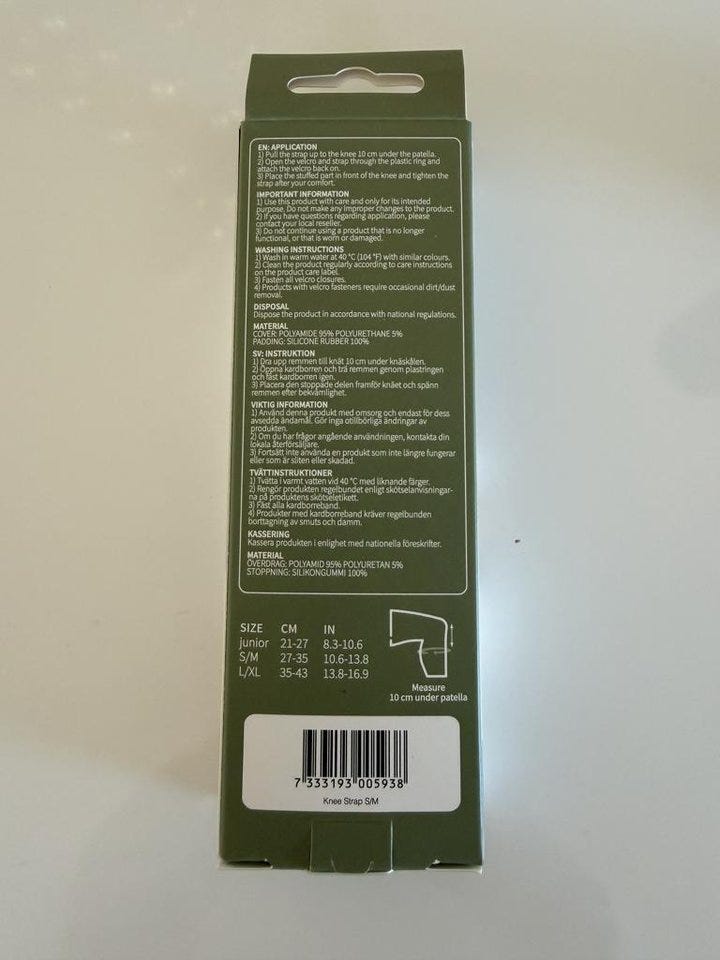 EN: APPLICATION
1) Pull the strap up to the knee 10 cm under the patella.
2) Open the velcro and strap through the plastic ring and
attach the velcro back on.
3) Place the stuffed part in front of the knee and tighten the
strap after your comfort.
IMPORTANT INFORMATION
1) Use this product with care and only for its intended
purpose. Do not make any improper changes to the product.
2) If you have questions regarding application, please
contact your local reseller.
3) Do not continue using a product that is no longer
functional, or that is worn or damaged.
WASHING INSTRUCTIONS
1) Wash in warm water at 40 °C (104 °F) with similar colours.
2) Clean the product regularly according to care instructions
on the product care label.
3) Fasten all velcro closures.
4) Products with velcro fasteners require occasional dirt/dust
removal.
DISPOSAL
Dispose the product in accordance with national regulations.
MATERIAL
COVER: POLYAMIDE 95% POLYURETHANE 5%
PADDING: SILICONE RUBBER 100%
SV: INSTRUKTION
1) Dra upp remmen till knät 10 cm under knäskålen.
2) Öppna kardborren och trä remmen genom plastringen
och fäst kardborren igen.
3) Placera den stoppade delen framför knäet och spänn
remmen efter bekvämlighet.
VIKTIG INFORMATION
1) Använd denna produkt med omsorg och endast för dess
avsedda ändamål. Gör inga otillbörliga ändringar av
produkten.
2) Om du har frågor angående användningen, kontakta din
lokala återförsäljare.
3) Fortsätt inte använda en produkt som inte längre fungerar
eller som är sliten eller skadad.
TVÄTTINSTRUKTIONER
1) Tvätta i varmt vatten vid 40 °C med liknande färger.
2) Rengör produkten regelbundet enligt skötselanvisningar-
na på produktens skötseletikett.
3) Fäst alla kardborreband.
4) Produkter med kardborreband kräver regelbunden
borttagning av smuts och damm.
KASSERING
Kassera produkten i enlighet med nationella föreskrifter.
MATERIAL
ÖVERDRAG: POLYAMID 95% POLYURETAN 5%
STOPPNING: SILIKONGUMMI 100%
SIZE CM IN
junior 21-27 8.3-10.6
S/M 27-35 10.6-13.8
L/XL 35-43 13.8-16.9
Measure
10 cm under patella
7 333193 005938
Knee Strap S/M